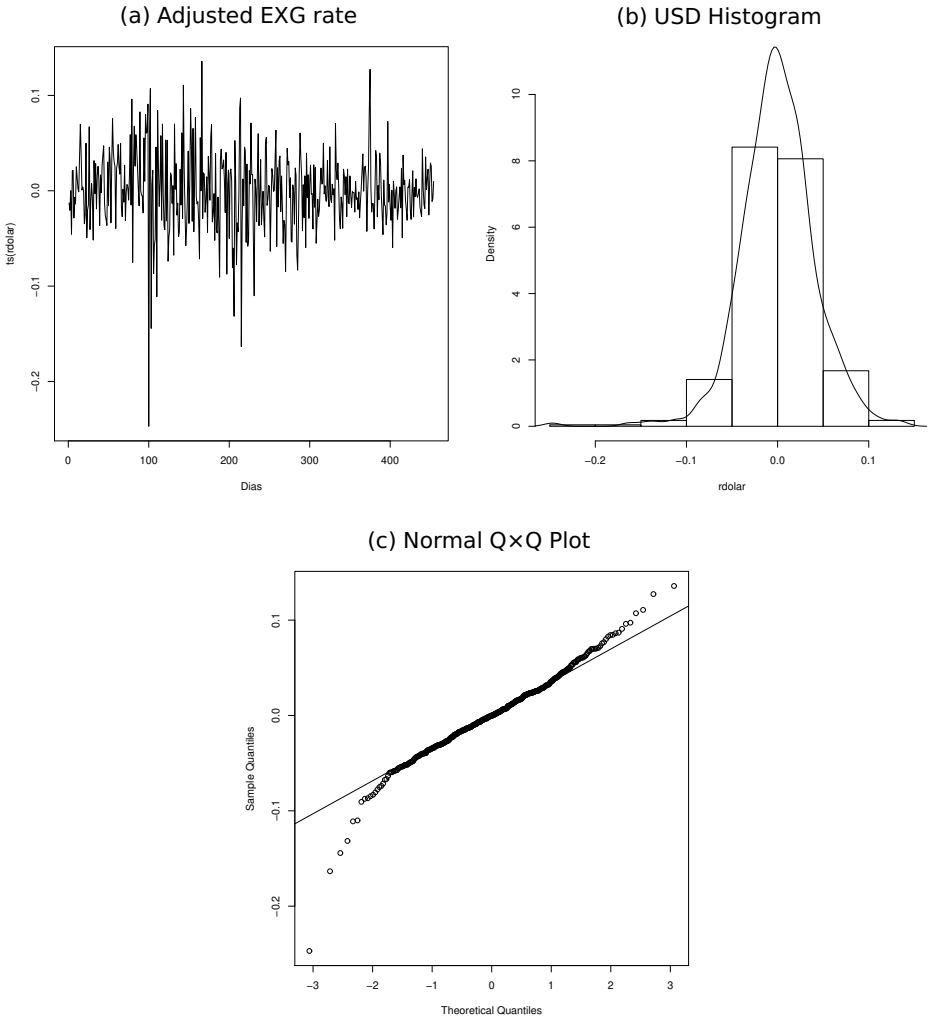 (a) Adjusted EXG rate
(b) USD Histogram
ts(rdolar)
0.1
0.0
−0.1
−0.2
0 100 200 300 400
Dias
Density
10
8
6
4
2
0
−0.2 −0.1 0.0 0.1
rdolar
(c) Normal Q×Q Plot
Sample Quantiles
0.1
0.0
−0.1
−0.2
−3 −2 −1 0 1 2 3
Theoretical Quantiles